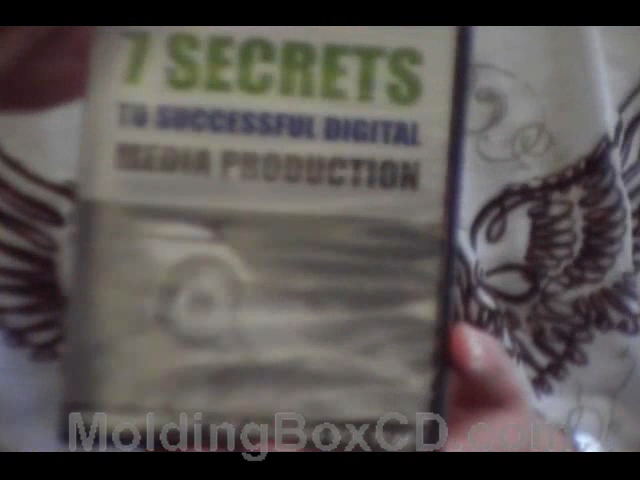 7 SECRETS
TO SUCCESSFUL DIGITAL
MEDIA PRODUCTION
MoldingBoxCD.com